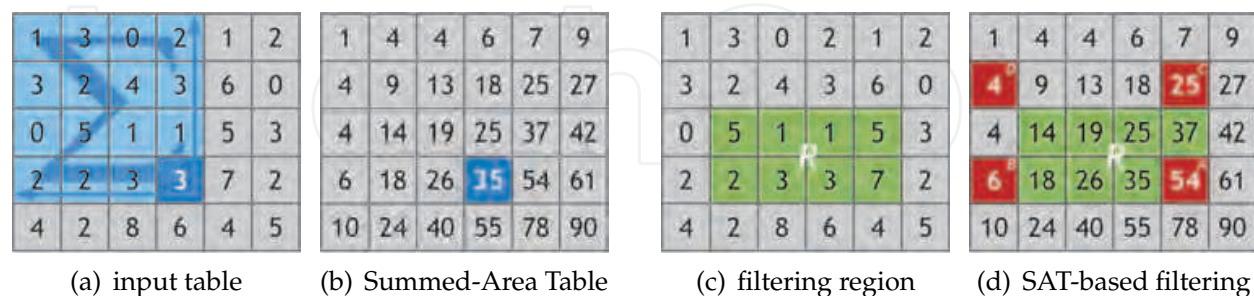 1 3 0 2 1 2
3 2 4 3 6 0
0 5 1 1 5 3
2 2 3 3 7 2
4 2 8 6 4 5
(a) input table
1 4 4 6 7 9
4 9 13 18 25 27
4 14 19 25 37 42
6 18 26 35 54 61
10 24 40 55 78 90
(b) Summed-Area Table
1 3 0 2 1 2
3 2 4 3 6 0
0 5 1 1 5 3
R
2 2 3 3 7 2
4 2 8 6 4 5
(c) filtering region
1 4 4 6 7 9
4 D 9 13 18 25 C 27
4 14 19 25 37 42
R
6 B 18 26 35 54 A 61
10 24 40 55 78 90
(d) SAT-based filtering